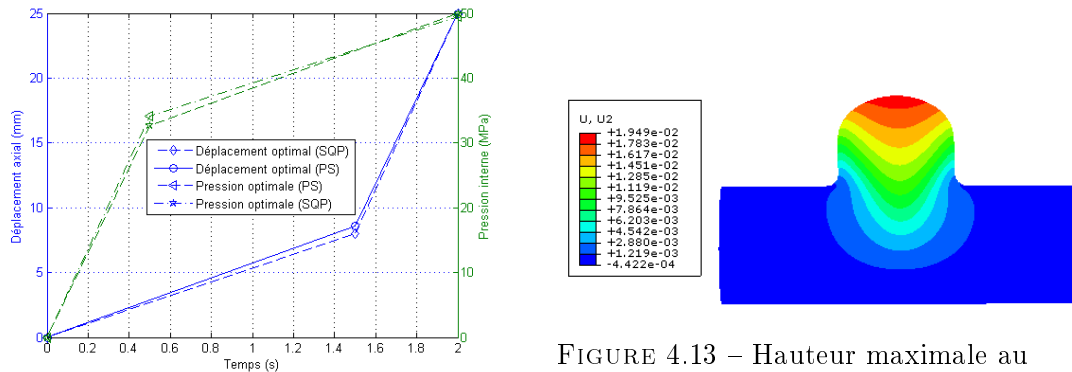 25
20
15
10
5
0
Déplacement axial (mm)
50
40
30
20
10
0
Pression interne (MPa)
Déplacement optimal (SQP)
Déplacement optimal (PS)
Pression optimale (PS)
Pression optimale (SQP)
0 0.2 0.4 0.6 0.8 1 1.2 1.4 1.6 1.8 2
Temps (s)
U, U2
+1.949e-02
+1.783e-02
+1.617e-02
+1.451e-02
+1.285e-02
+1.119e-02
+9.525e-03
+7.864e-03
+6.203e-03
+4.542e-03
+2.880e-03
+1.219e-03
-4.422e-04
FIGURE 4.13 – Hauteur maximale au